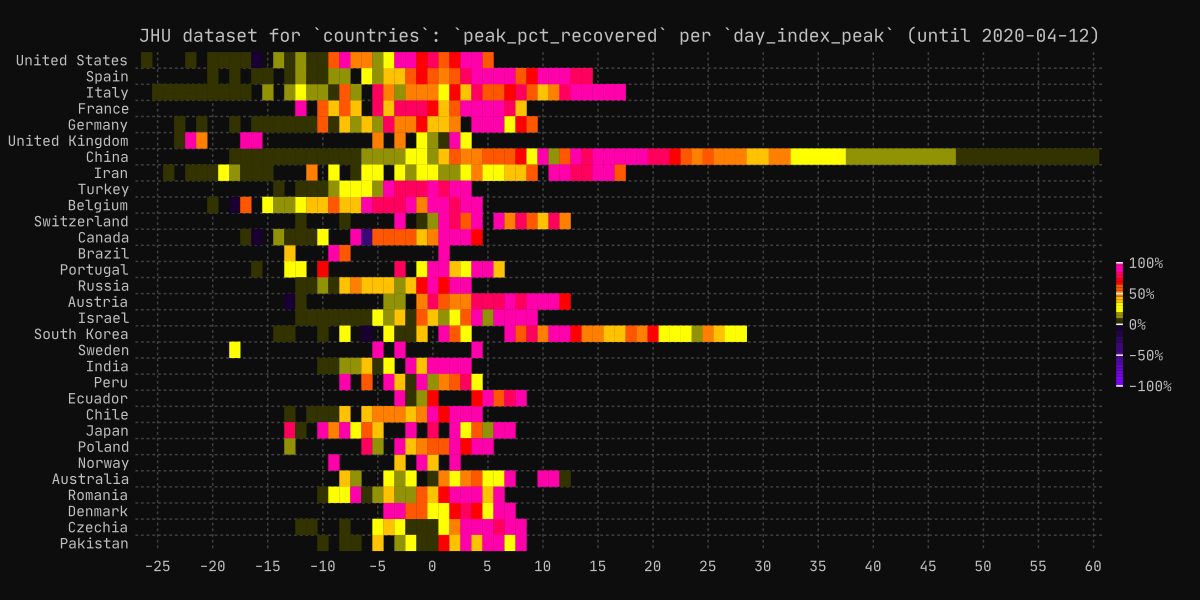 JHU dataset for `countries`: `peak_pct_recovered` per `day_index_peak` (until 2020-04-12)
United States
Spain
Italy
France
Germany
United Kingdom
China
Iran
Turkey
Belgium
Switzerland
Canada
Brazil
Portugal
Russia
Austria
Israel
South Korea
Sweden
India
Peru
Ecuador
Chile
Japan
Poland
Norway
Australia
Romania
Denmark
Czechia
Pakistan
100%
50%
0%
-50%
-100%
-25 -20 -15 -10 -5 0 5 10 15 20 25 30 35 40 45 50 55 60